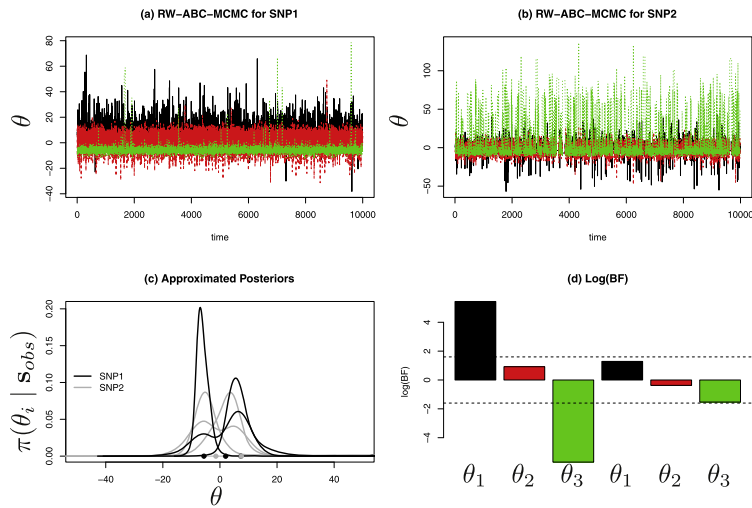 (a) RW−ABC−MCMC for SNP1
θ
80
60
40
20
0
−20
−40
0 2000 4000 6000 8000 10000
time
(b) RW−ABC−MCMC for SNP2
θ
100
50
0
−50
0 2000 4000 6000 8000 10000
time
(c) Approximated Posteriors
π(θi | sobs)
0.20
0.15
0.10
0.05
0.00
SNP1
SNP2
−40 −20 0 20 40
θ
(d) Log(BF)
log(BF)
4
2
0
−2
−4
θ1 θ2 θ3 θ1 θ2 θ3